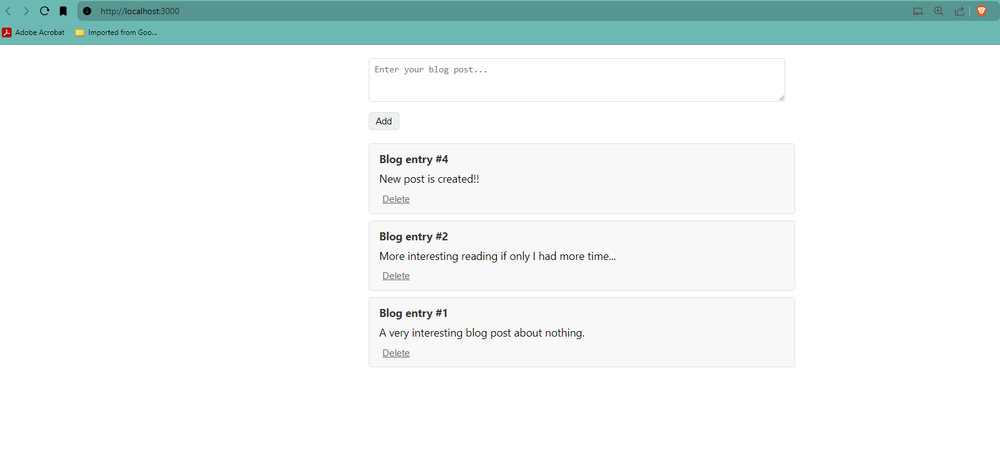 http://localhost:3000
Adobe Acrobat Imported from Goo...
Enter your blog post...
Add
Blog entry #4
New post is created!!
Delete
Blog entry #2
More interesting reading if only I had more time...
Delete
Blog entry #1
A very interesting blog post about nothing.
Delete